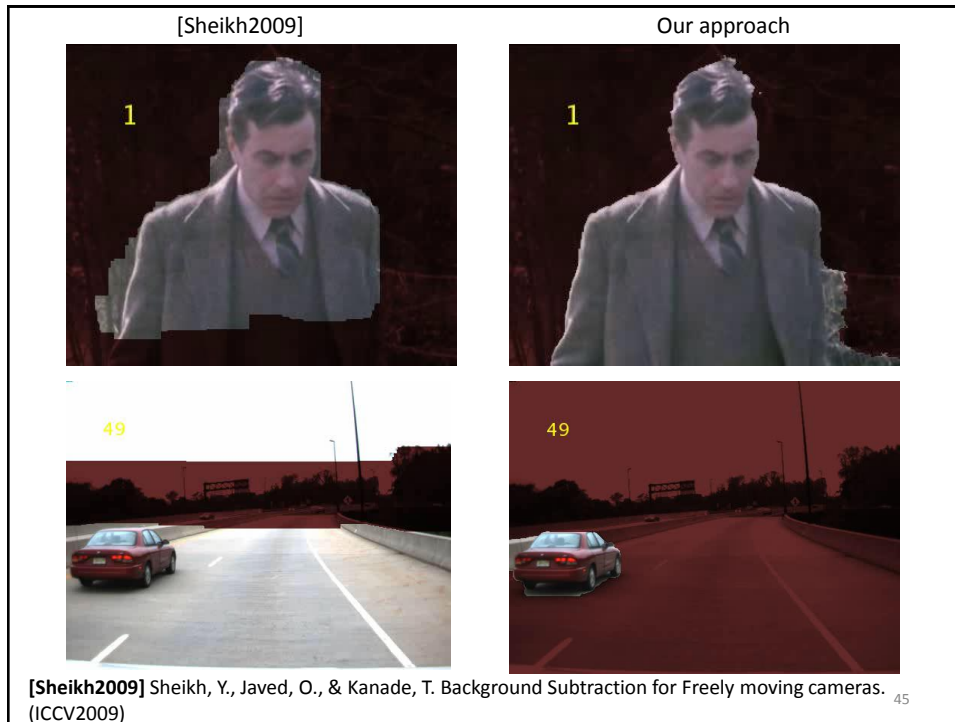 [Sheikh2009] Our approach
1 1
49 49
[Sheikh2009] Sheikh, Y., Javed, O., & Kanade, T. Background Subtraction for Freely moving cameras.
(ICCV2009)
45